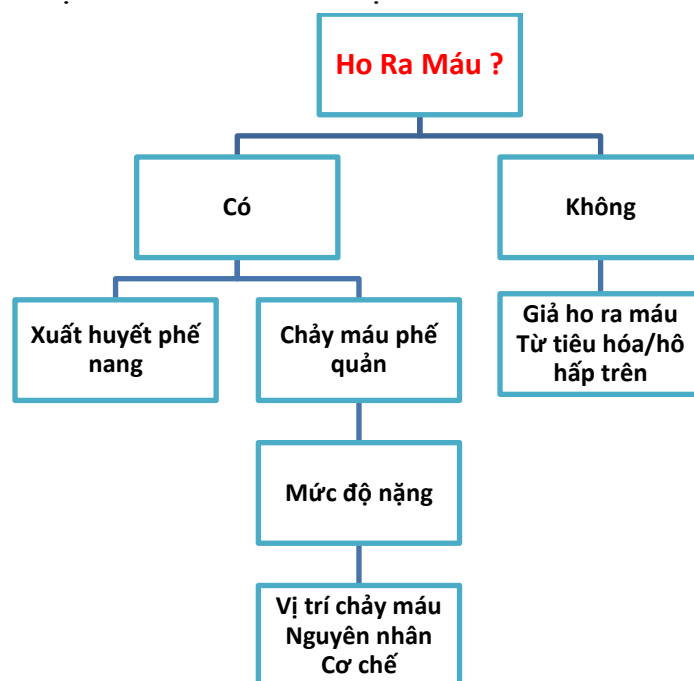 Ho Ra Máu ?
Có
Không
Xuất huyết phế
nang
Chảy máu phế
quản
Giả ho ra máu
Từ tiêu hóa/hô
hấp trên
Mức độ nặng
Vị trí chảy máu
Nguyên nhân
Cơ chế